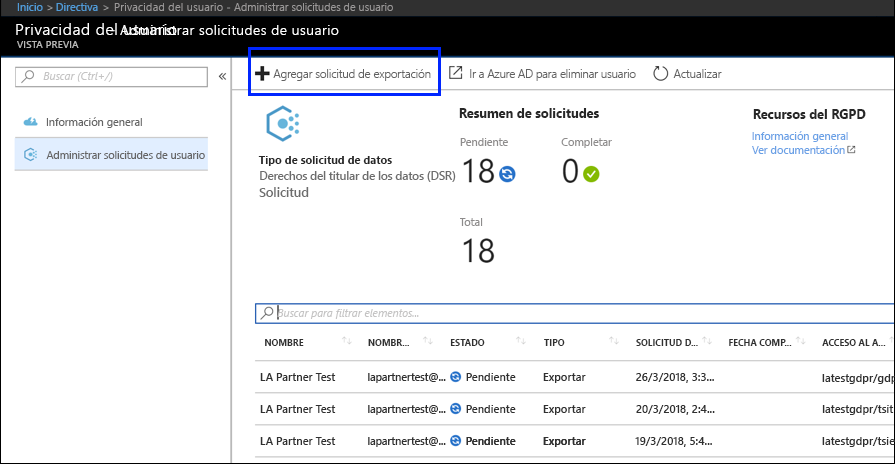 Inicio > Directiva > Privacidad del usuario - Administrar solicitudes de usuario
Privacidad del usuario - Administrar solicitudes de usuario
VISTA PREVIA
Buscar (Ctrl+/)
«
Información general
Administrar solicitudes de usuario
Agregar solicitud de exportación
Ir a Azure AD para eliminar usuario
Actualizar
Tipo de solicitud de datos
Derechos del titular de los datos (DSR)
Solicitud
Resumen de solicitudes
Pendiente
18
Completar
0
Total
18
Recursos del RGPD
Información general
Ver documentación
Buscar para filtrar elementos...
NOMBRE NOMBR... ESTADO TIPO SOLICITUD D... FECHA COMP... ACCESO AL A...
LA Partner Test lapartnertest@... Pendiente Exportar 26/3/2018, 3:3... latestgdpr/gdp
LA Partner Test lapartnertest@... Pendiente Exportar 20/3/2018, 2:4... latestgdpr/tsit
LA Partner Test lapartnertest@... Pendiente Exportar 19/3/2018, 5:4... latestgdpr/tsie